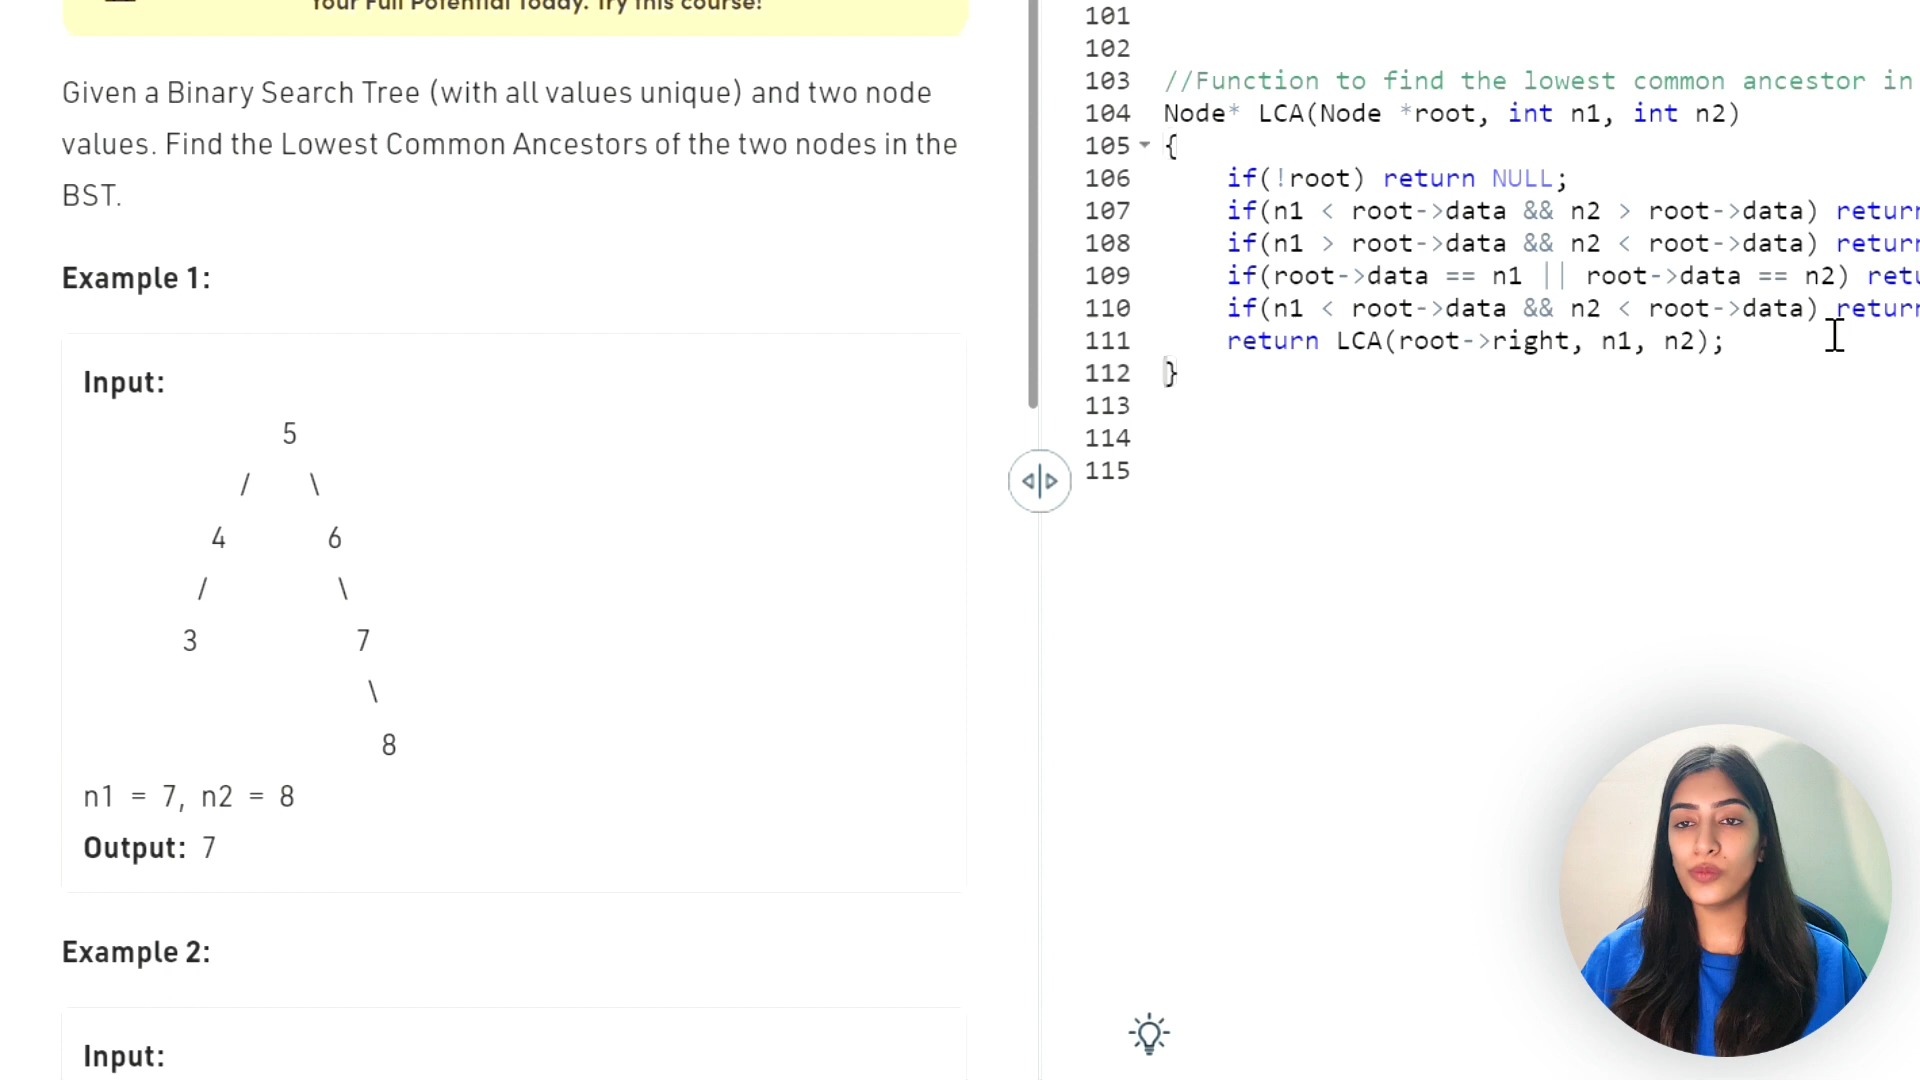 Your Full Potential Today. Try this course!
Given a Binary Search Tree (with all values unique) and two node
values. Find the Lowest Common Ancestors of the two nodes in the
BST.
Example 1:
Input:
5
/ \
4 6
/ \
3 7
\
8
n1 = 7, n2 = 8
Output: 7
Example 2:
Input:
101
102
103 //Function to find the lowest common ancestor in
104 Node* LCA(Node *root, int n1, int n2)
105 {
106 if(!root) return NULL;
107 if(n1 < root->data && n2 > root->data) return
108 if(n1 > root->data && n2 < root->data) return
109 if(root->data == n1 || root->data == n2) retu
110 if(n1 < root->data && n2 < root->data) return
111 return LCA(root->right, n1, n2);
112 }
113
114
115